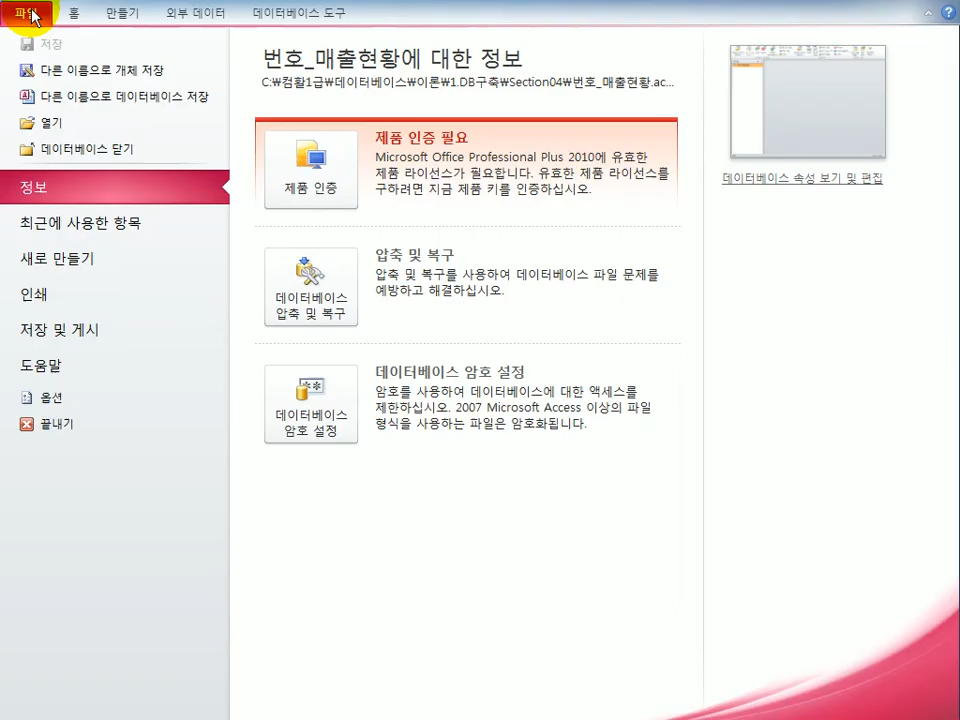 파일 홈 만들기 외부 데이터 데이터베이스 도구
저장
다른 이름으로 개체 저장
다른 이름으로 데이터베이스 저장
열기
데이터베이스 닫기
정보
최근에 사용한 항목
새로 만들기
인쇄
저장 및 게시
도움말
옵션
끝내기
번호_매출현황에 대한 정보
C:₩컴활1급₩데이터베이스₩이론₩1.DB구축₩Section04₩번호_매출현황.ac...
제품 인증
제품 인증 필요
Microsoft Office Professional Plus 2010에 유효한
제품 라이선스가 필요합니다. 유효한 제품 라이선스를
구하려면 지금 제품 키를 인증하십시오.
데이터베이스
압축 및 복구
압축 및 복구
압축 및 복구를 사용하여 데이터베이스 파일 문제를
예방하고 해결하십시오.
데이터베이스
암호 설정
데이터베이스 암호 설정
암호를 사용하여 데이터베이스에 대한 액세스를
제한하십시오. 2007 Microsoft Access 이상의 파일
형식을 사용하는 파일은 암호화됩니다.
데이터베이스 속성 보기 및 편집